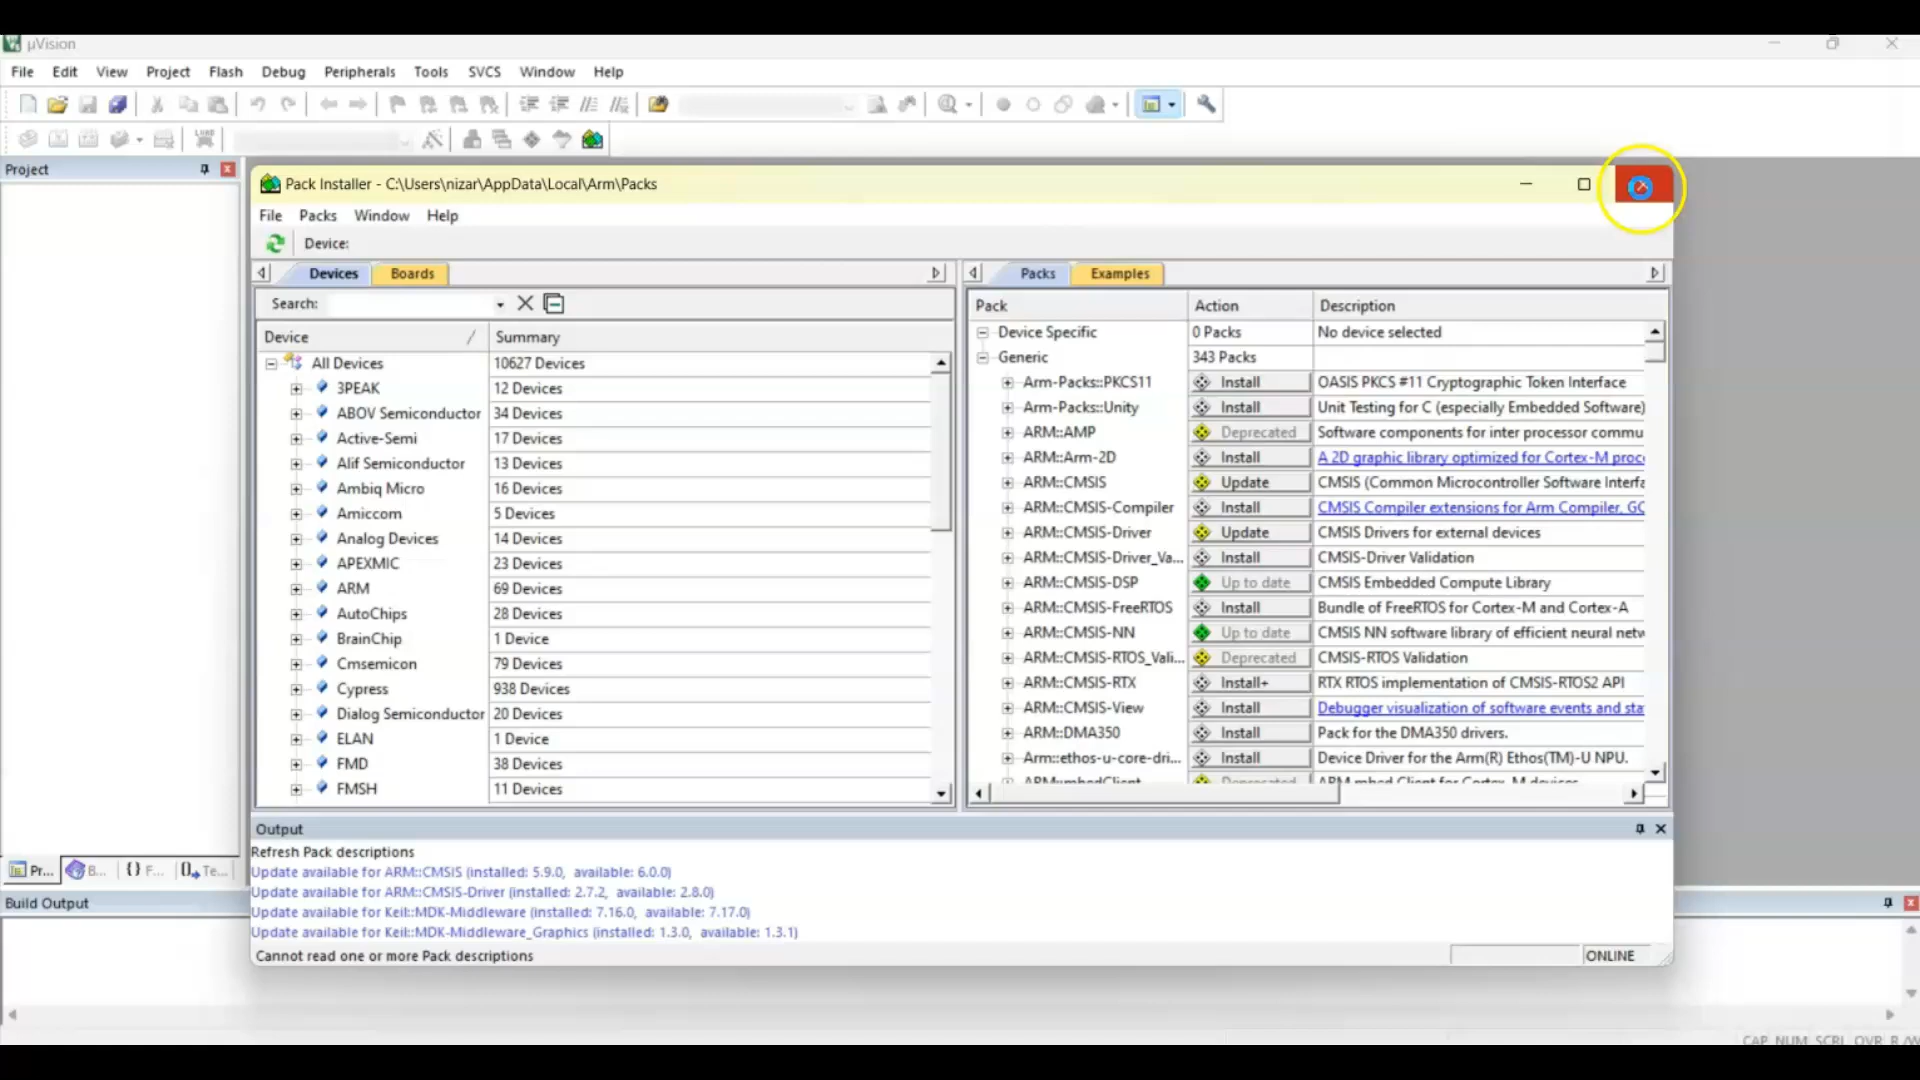 µVision
File Edit View Project Flash Debug Peripherals Tools SVCS Window Help
LOAD
Project
Pack Installer - C:\Users\nizar\AppData\Local\Arm\Packs
File Packs Window Help
Device:
Devices Boards
Search:
Device Summary
All Devices 10627 Devices
3PEAK 12 Devices
ABOV Semiconductor 34 Devices
Active-Semi 17 Devices
Alif Semiconductor 13 Devices
Ambiq Micro 16 Devices
Amiccom 5 Devices
Analog Devices 14 Devices
APEXMIC 23 Devices
ARM 69 Devices
AutoChips 28 Devices
BrainChip 1 Device
Cmsemicon 79 Devices
Cypress 938 Devices
Dialog Semiconductor 20 Devices
ELAN 1 Device
FMD 38 Devices
FMSH 11 Devices
Packs Examples
Pack Action Description
Device Specific 0 Packs No device selected
Generic 343 Packs
Arm-Packs::PKCS11 Install OASIS PKCS #11 Cryptographic Token Interface
Arm-Packs::Unity Install Unit Testing for C (especially Embedded Software)
ARM::AMP Deprecated Software components for inter processor commu
ARM::Arm-2D Install A 2D graphic library optimized for Cortex-M proc
ARM::CMSIS Update CMSIS (Common Microcontroller Software Interfa
ARM::CMSIS-Compiler Install CMSIS Compiler extensions for Arm Compiler, GC
ARM::CMSIS-Driver Update CMSIS Drivers for external devices
ARM::CMSIS-Driver_Va... Install CMSIS-Driver Validation
ARM::CMSIS-DSP Up to date CMSIS Embedded Compute Library
ARM::CMSIS-FreeRTOS Install Bundle of FreeRTOS for Cortex-M and Cortex-A
ARM::CMSIS-NN Up to date CMSIS NN software library of efficient neural netw
ARM::CMSIS-RTOS_Vali... Deprecated CMSIS-RTOS Validation
ARM::CMSIS-RTX Install+ RTX RTOS implementation of CMSIS-RTOS2 API
ARM::CMSIS-View Install Debugger visualization of software events and sta
ARM::DMA350 Install Pack for the DMA350 drivers.
Arm::ethos-u-core-dri... Install Device Driver for the Arm(R) Ethos(TM)-U NPU.
ARM::mbedClient Deprecated ARM mbed Client for Cortex-M devices
Output
Refresh Pack descriptions
Update available for ARM::CMSIS (installed: 5.9.0, available: 6.0.0)
Update available for ARM::CMSIS-Driver (installed: 2.7.2, available: 2.8.0)
Update available for Keil::MDK-Middleware (installed: 7.16.0, available: 7.17.0)
Update available for Keil::MDK-Middleware_Graphics (installed: 1.3.0, available: 1.3.1)
Cannot read one or more Pack descriptions ONLINE
Pr... B... {} F... Te...
Build Output
CAP NUM SCRL OVR R/W